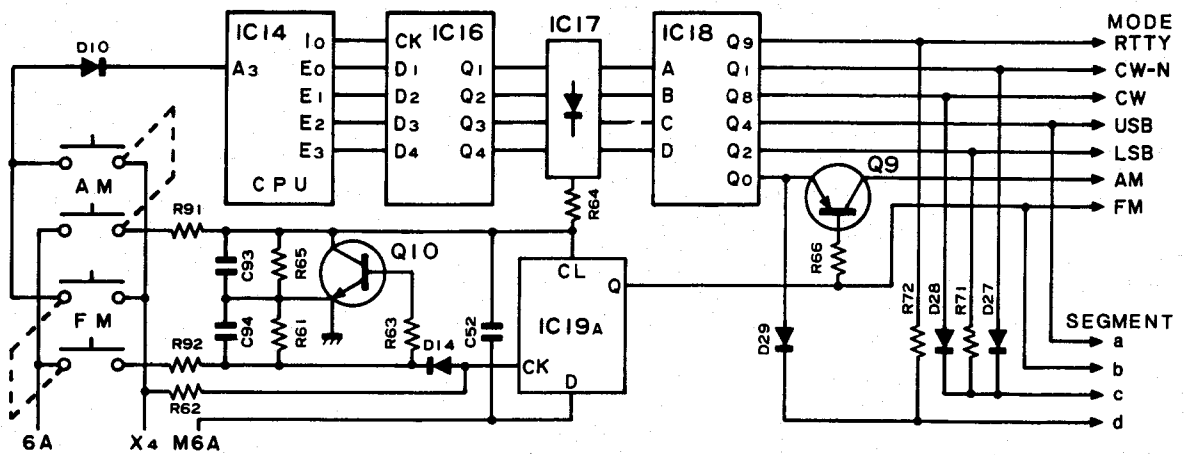 IC14 IC16 IC17 IC18 MODE
D10 I0 CK Q9 RTTY
A3 E0 D1 Q1 A Q1 CW-N
E1 D2 Q2 B Q8 CW
E2 D3 Q3 C Q4 USB
E3 D4 Q4 D Q2 LSB
AM CPU Q0 Q9 AM
R91 R64 FM
C93 R65 Q10 CL R66
Q
FM C94 R61 R63 C52 IC19A D29 R72 D28 R71 D27 SEGMENT
a
R92 D14 CK b
R62 D c
6A X4 M6A d